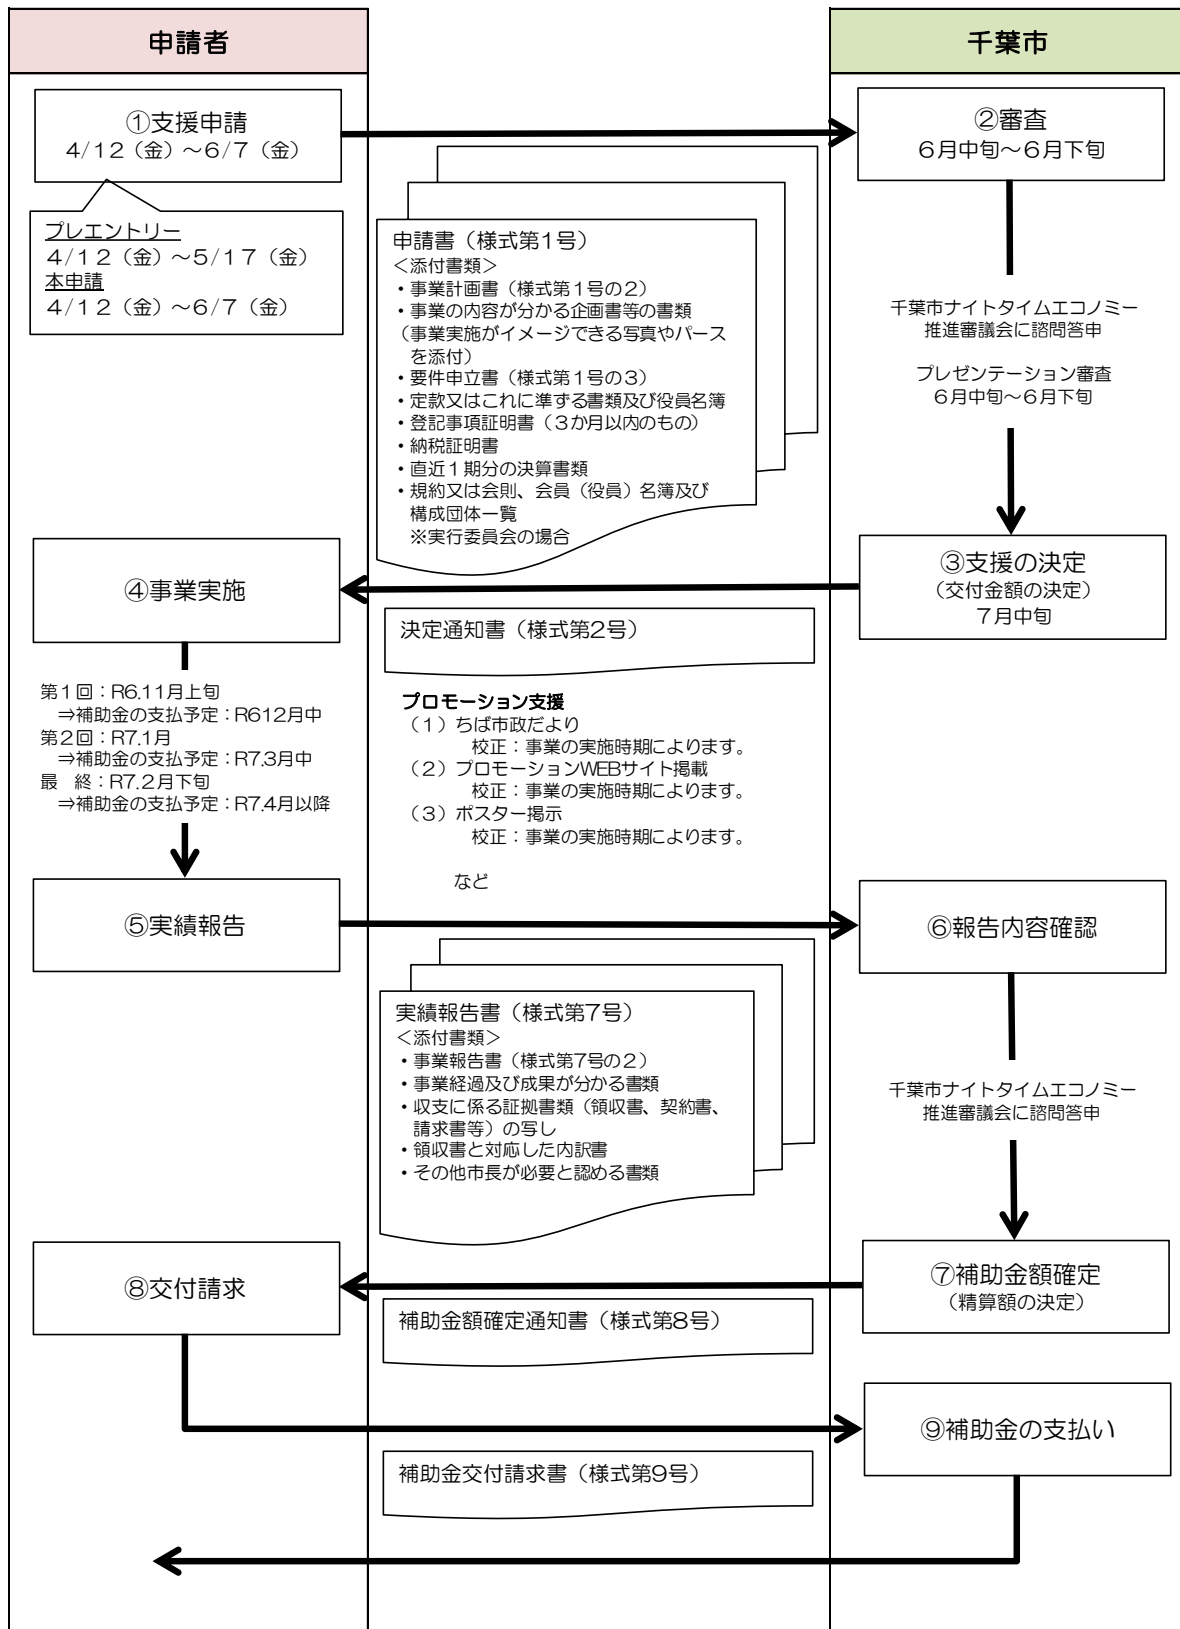 申請者
千葉市
①支援申請
4/12（金）～6/7（金）
②審査
６月中旬～６月下旬
プレエントリー
４/１２（金）～５/１７（金）
本申請
４/１２（金）～６/７（金）
申請書（様式第１号）
＜添付書類＞
・事業計画書（様式第１号の２）
・事業の内容が分かる企画書等の書類
（事業実施がイメージできる写真やパース
を添付）
・要件申立書（様式第１号の３）
・定款又はこれに準ずる書類及び役員名簿
・登記事項証明書（３か月以内のもの）
・納税証明書
・直近１期分の決算書類
・規約又は会則、会員（役員）名簿及び
構成団体一覧
※実行委員会の場合
千葉市ナイトタイムエコノミー
推進審議会に諮問答申
プレゼンテーション審査
６月中旬～６月下旬
③支援の決定
（交付金額の決定）
７月中旬
④事業実施
決定通知書（様式第２号）
第１回：R6.11月上旬
⇒補助金の支払予定：R612月中
第２回：R7.1月
⇒補助金の支払予定：R7.3月中
最　終：R7.2月下旬
⇒補助金の支払予定：R7.4月以降
プロモーション支援
（１）ちば市政だより
校正：事業の実施時期によります。
（２）プロモーションWEBサイト掲載
校正：事業の実施時期によります。
（３）ポスター掲示
校正：事業の実施時期によります。
など
⑤実績報告
⑥報告内容確認
実績報告書（様式第７号）
＜添付書類＞
・事業報告書（様式第７号の２）
・事業経過及び成果が分かる書類
・収支に係る証拠書類（領収書、契約書、
請求書等）の写し
・領収書と対応した内訳書
・その他市長が必要と認める書類
千葉市ナイトタイムエコノミー
推進審議会に諮問答申
⑦補助金額確定
（精算額の決定）
⑧交付請求
補助金額確定通知書（様式第８号）
⑨補助金の支払い
補助金交付請求書（様式第９号）